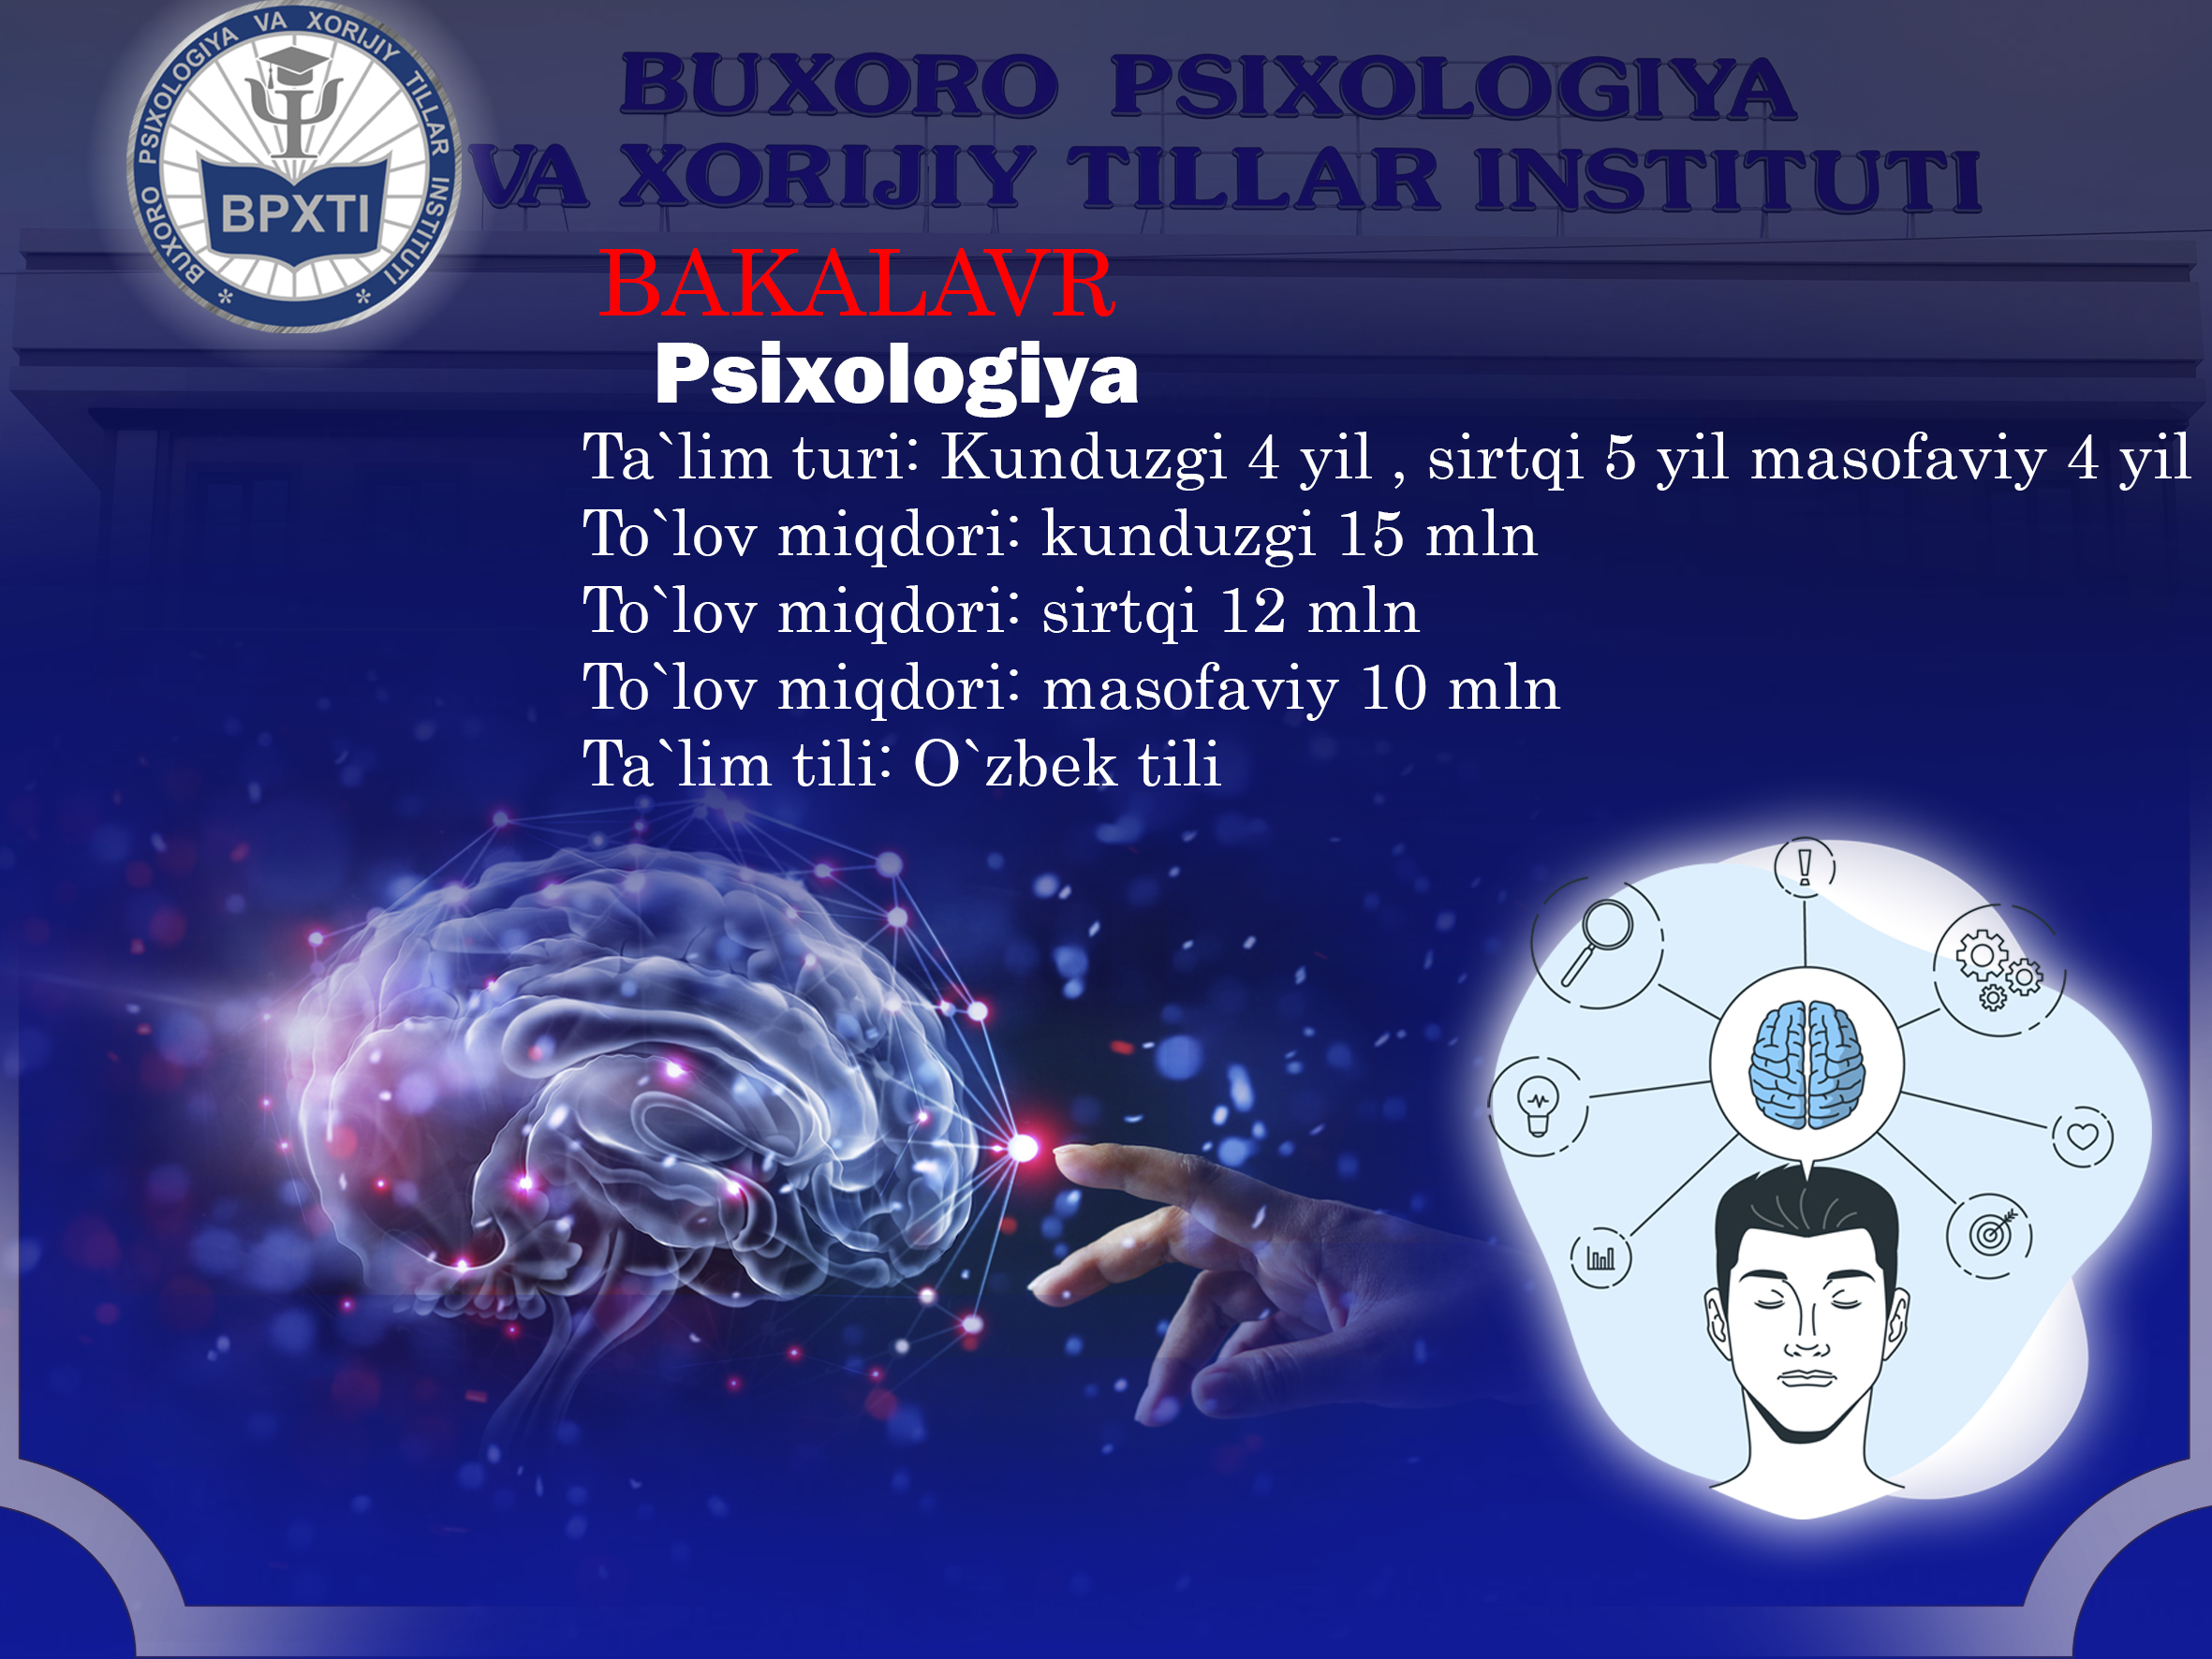 BUXORO PSIXOLOGIYA VA XORIJIY TILLAR INSTITUTI
BPXTI
BUXORO PSIXOLOGIYA
VA XORIJIY TILLAR INSTITUTI
BAKALAVR
Psixologiya
Ta`lim turi: Kunduzgi 4 yil , sirtqi 5 yil masofaviy 4 yil
To`lov miqdori: kunduzgi 15 mln
To`lov miqdori: sirtqi 12 mln
To`lov miqdori: masofaviy 10 mln
Ta`lim tili: O`zbek tili